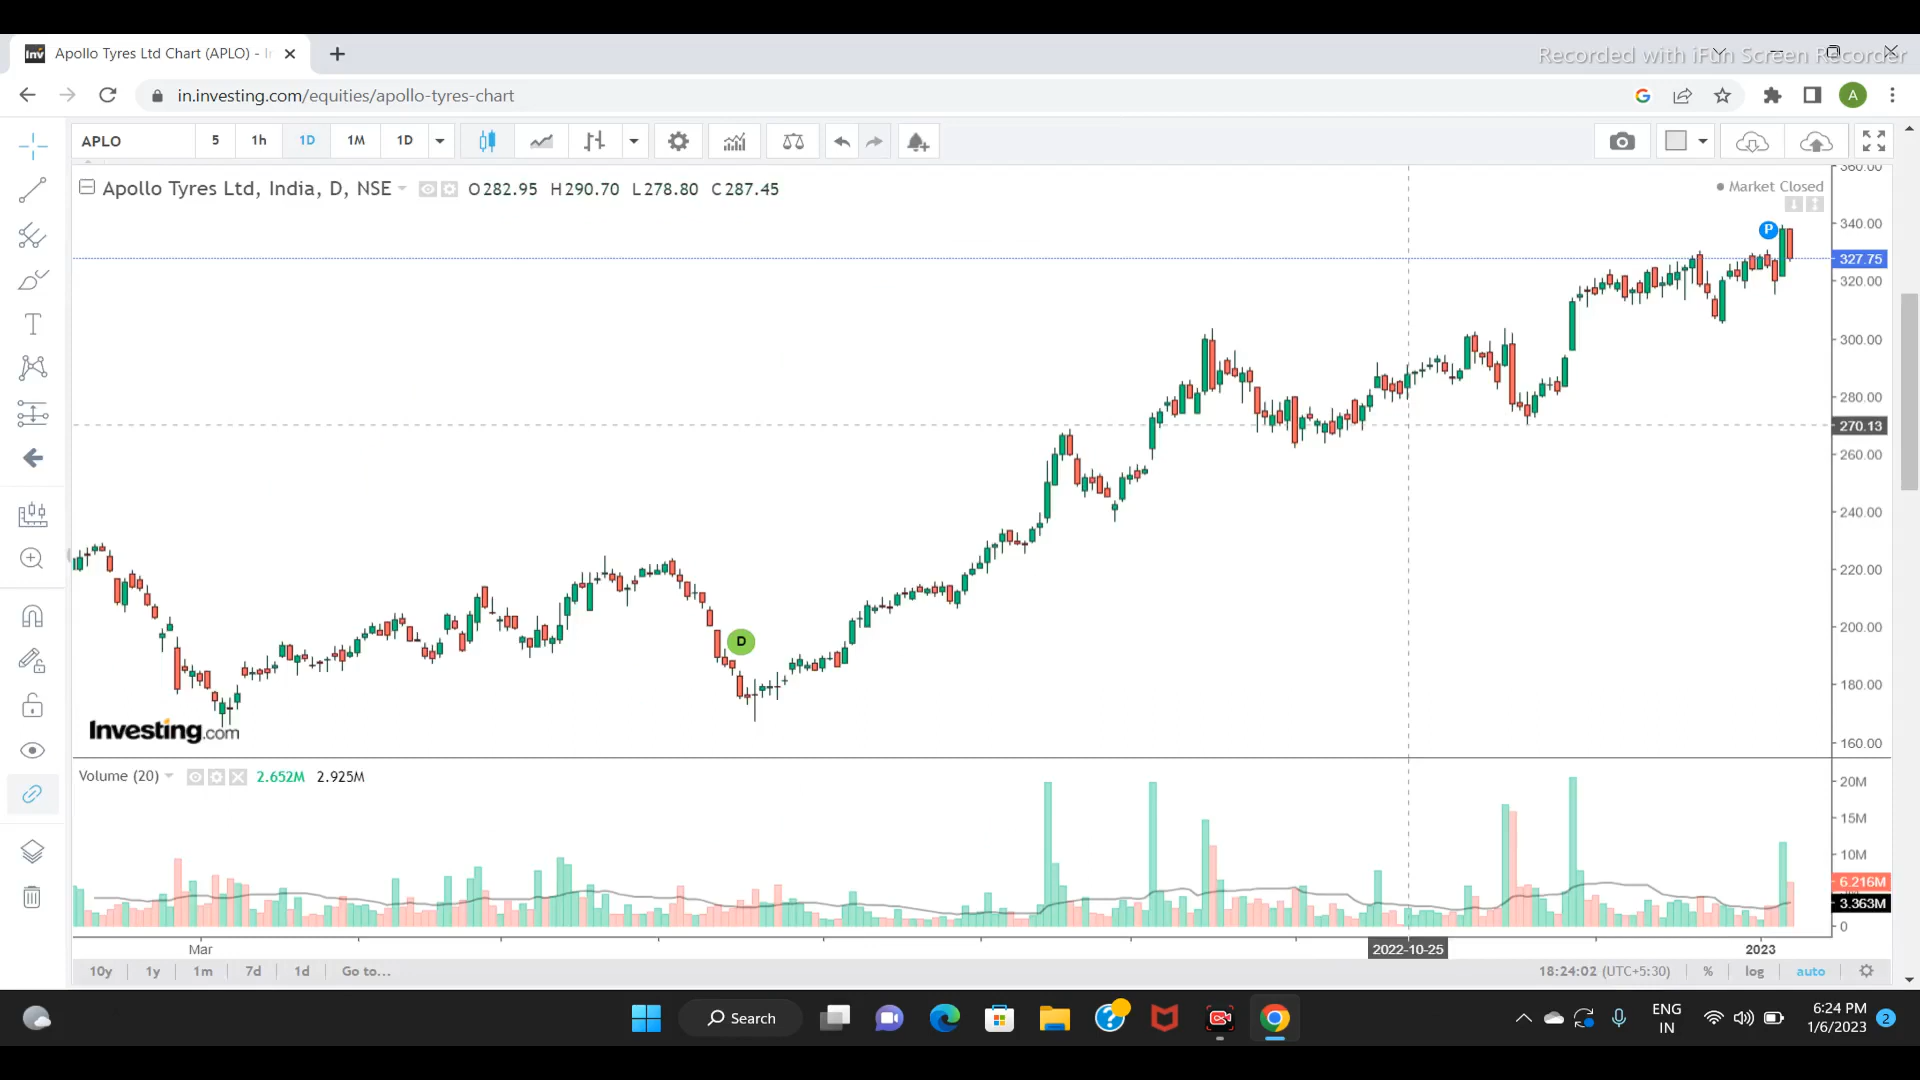 Apollo Tyres Ltd Chart (APLO) - In
Recorded with iFun Screen Recorder
in.investing.com/equities/apollo-tyres-chart
A
APLO
5
1h
1D
1M
1D
Apollo Tyres Ltd, India, D, NSE
O282.95 H290.70 L278.80 C287.45
Market Closed
360.00
340.00
327.75
320.00
300.00
280.00
270.13
260.00
240.00
220.00
200.00
180.00
160.00
P
D
Investing.com
Volume (20)
2.652M 2.925M
20M
15M
10M
6.216M
3.363M
0
Mar
2022-10-25
2023
10y
1y
1m
7d
1d
Go to...
18:24:02 (UTC+5:30)
%
log
auto
Search
ENG
IN
6:24 PM
1/6/2023
2